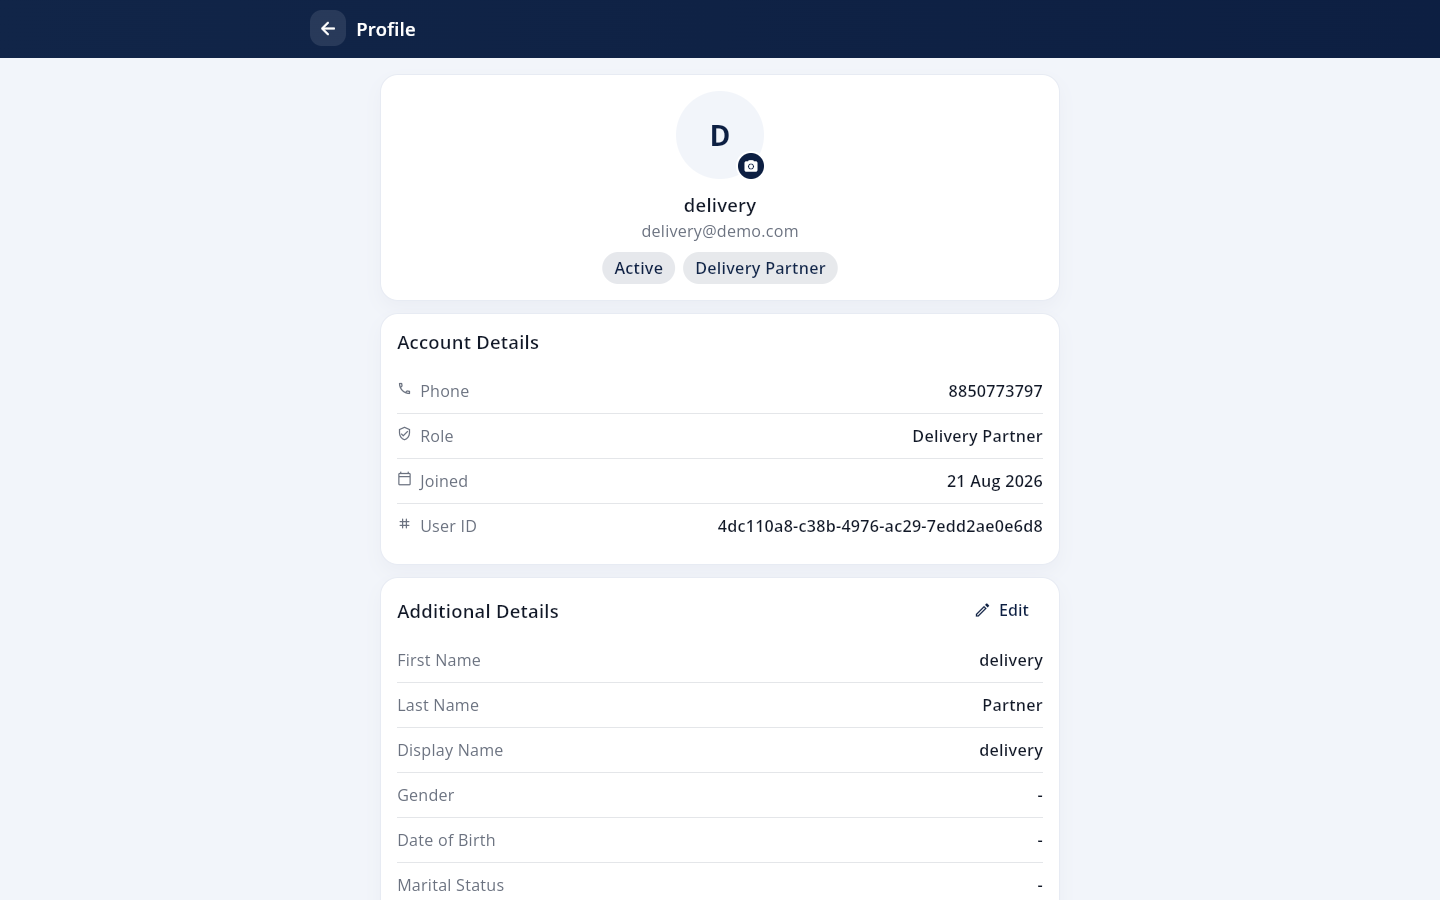 Profile
D
delivery
delivery@demo.com
Active Delivery Partner
Account Details
Phone 8850773797
Role Delivery Partner
Joined 21 Aug 2026
User ID 4dc110a8-c38b-4976-ac29-7edd2ae0e6d8
Additional Details Edit
First Name delivery
Last Name Partner
Display Name delivery
Gender -
Date of Birth -
Marital Status -